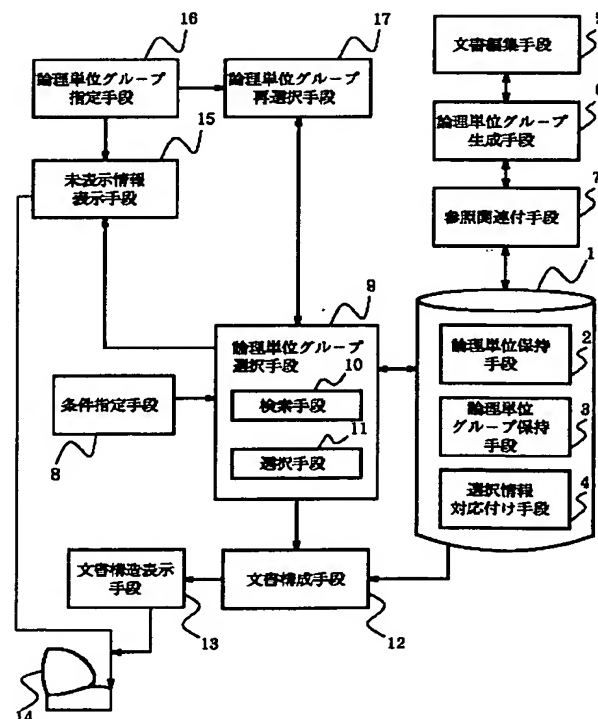 16
論理単位グループ
指定手段
17
論理単位グループ
再選択手段
5
文書編集手段
6
論理単位グループ
生成手段
15
未表示情報
表示手段
7
参照関連付手段
1
9
論理単位グループ
選択手段
10
検索手段
11
選択手段
条件指定手段
8
論理単位保持
手段
2
論理単位
グループ保持
手段
3
選択情報
対応付け手段
4
文書構造表示
手段
13
文書構成手段
12
14